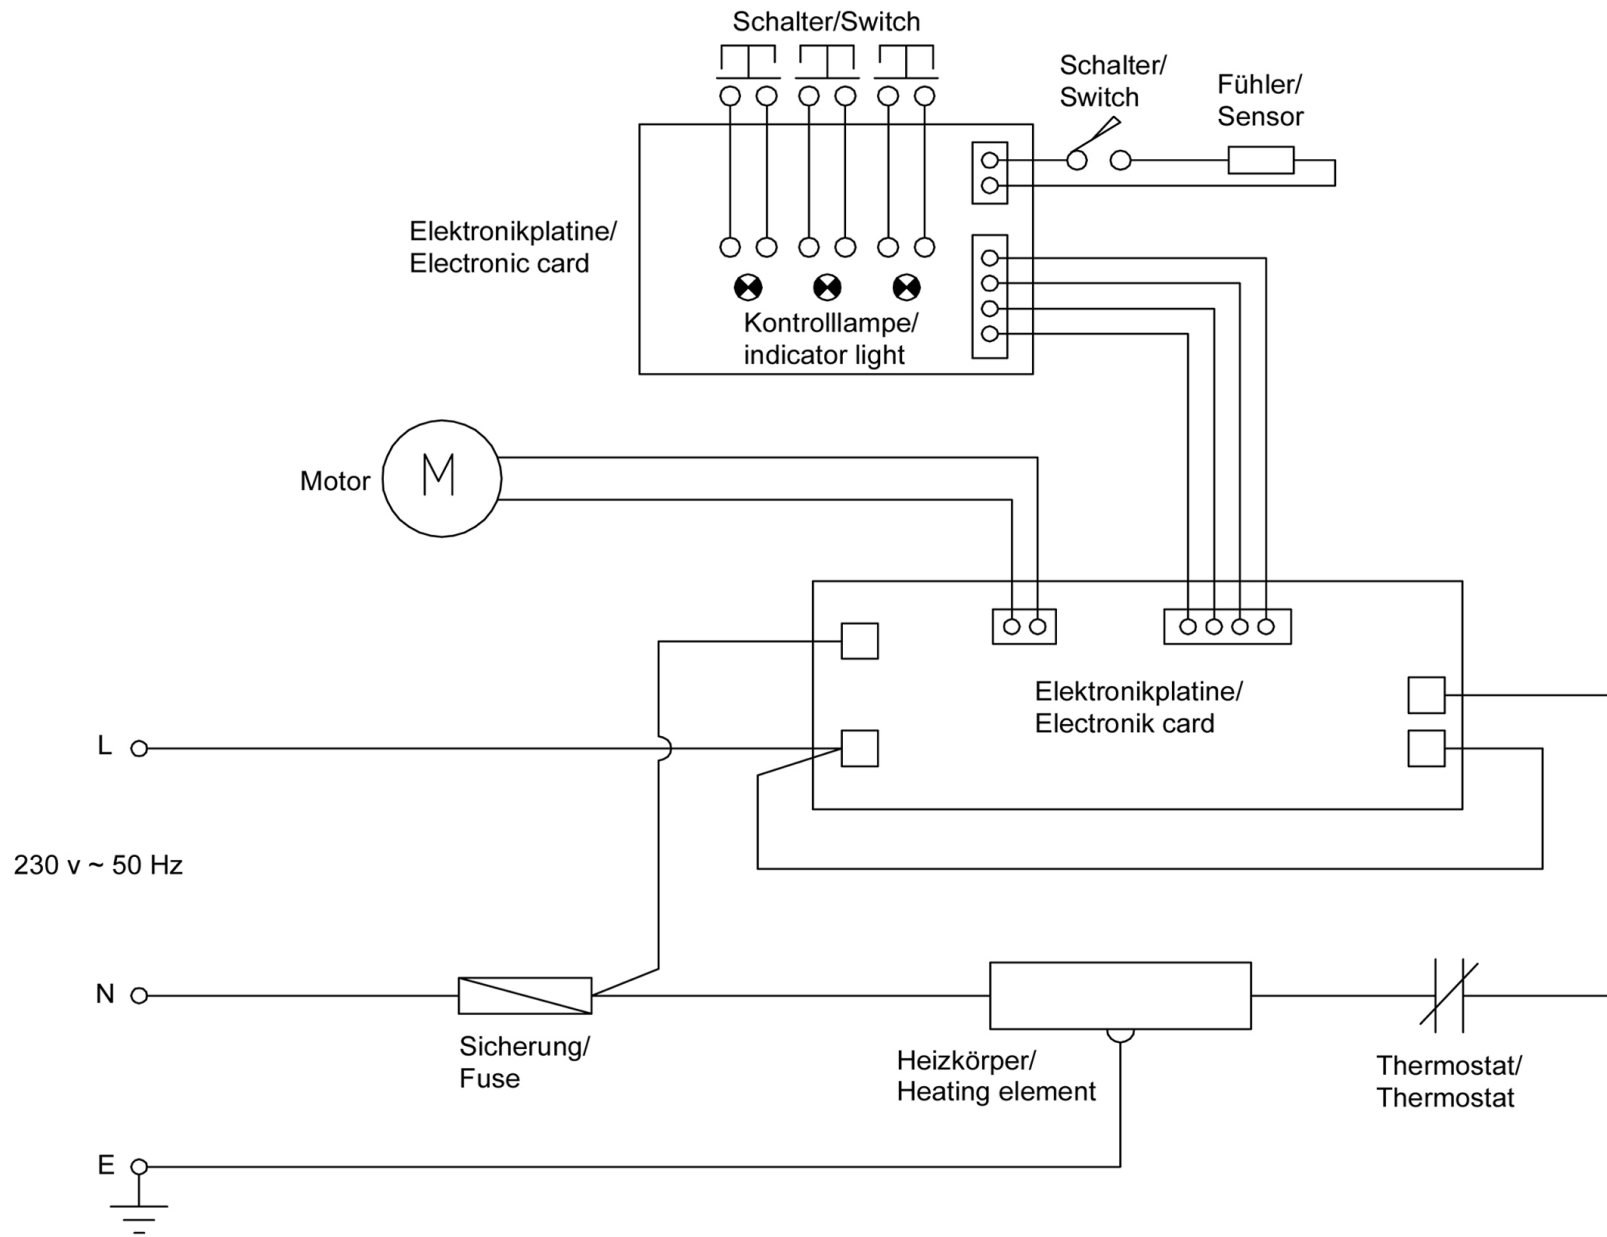 Schalter/Switch
Schalter/
Switch
Fühler/
Sensor
Elektronikplatine/
Electronic card
Kontrolllampe/
indicator light
Motor
M
Elektronikplatine/
Electronik card
L
230 v ~ 50 Hz
N
Sicherung/
Fuse
Heizkörper/
Heating element
Thermostat/
Thermostat
E